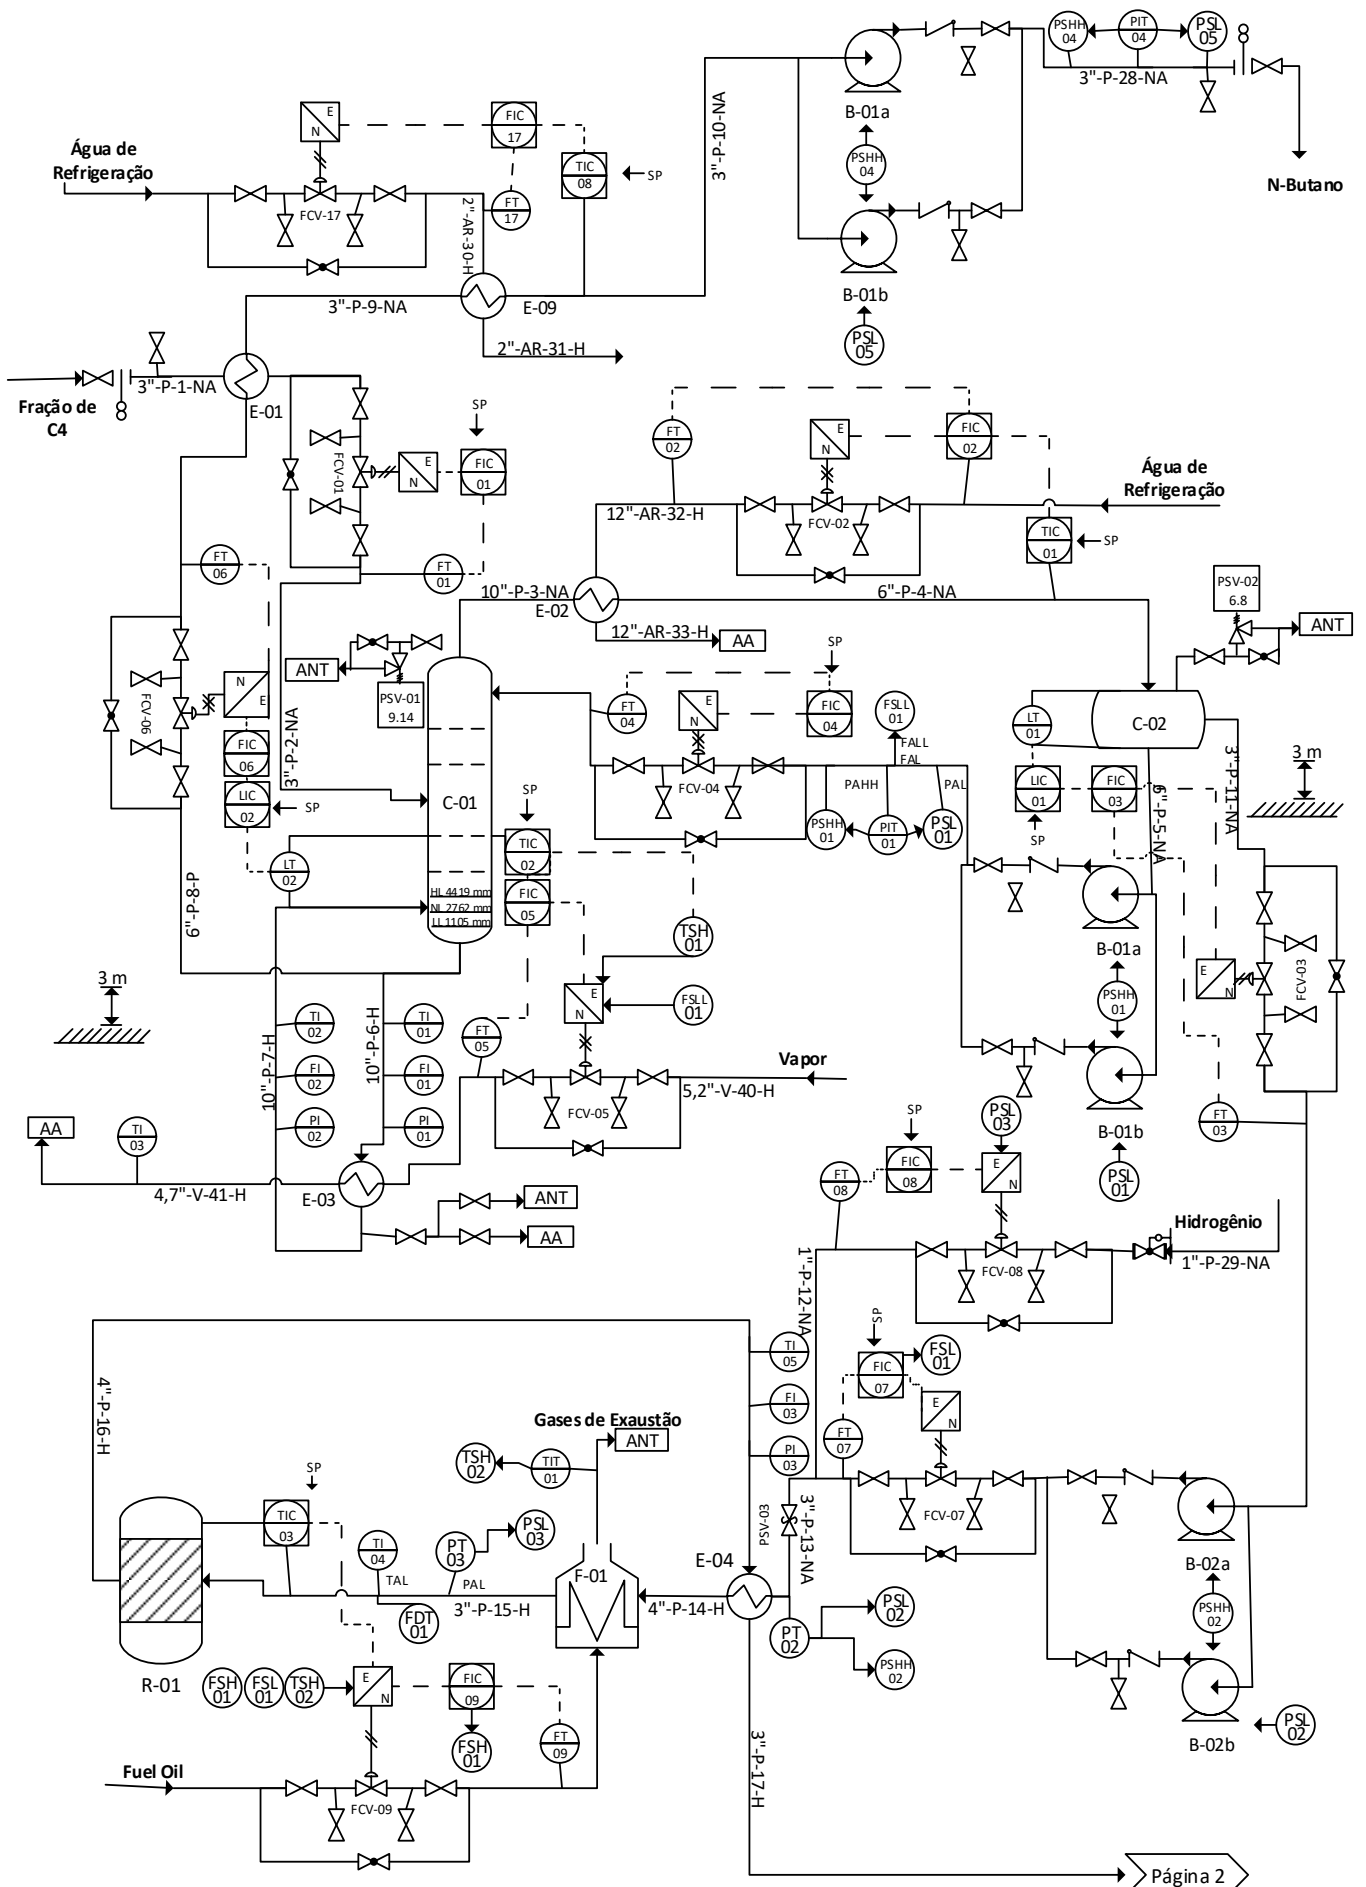 PSHH
04
PIT
04
PSL
05
3"-P-28-NA
N-Butano
B-01a
PSHH
04
B-01b
PSL
05
3"-P-10-NA
E
N
FIC
17
TIC
08
SP
Água de
Refrigeração
FCV-17
FT
17
2"-AR-30-H
3"-P-9-NA
E-09
2"-AR-31-H
3"-P-1-NA
Fração de
C4
E-01
SP
FCV-01
E
N
FIC
01
FT
01
FT
02
E
N
FIC
02
Água de
Refrigeração
12"-AR-32-H
FCV-02
TIC
01
SP
FT
06
10"-P-3-NA
E-02
6"-P-4-NA
12"-AR-33-H
AA
PSV-02
6.8
ANT
ANT
PSV-01
9.14
SP
FCV-06
N
E
FIC
06
LIC
02
SP
3"-P-2-NA
FT
04
E
N
FIC
04
FSLL
01
FALL
FAL
FCV-04
PAHH
PAL
PSHH
01
PIT
01
PSL
01
LT
01
C-02
LIC
01
SP
FIC
03
6"-P-5-NA
3"-P-11-NA
3 m
C-01
SP
TIC
02
FIC
05
LT
02
HL 4419 mm
NL 2762 mm
LL 1105 mm
6"-P-8-P
TSH
01
B-01a
PSHH
01
B-01b
PSL
01
E
N
FCV-03
FT
03
3 m
10"-P-7-H
TI
02
FI
02
PI
02
10"-P-6-H
TI
01
FI
01
PI
01
E
N
FSLL
01
FT
05
Vapor
5,2"-V-40-H
FCV-05
AA
TI
03
4,7"-V-41-H
E-03
ANT
AA
SP
PSL
03
FT
08
FIC
08
E
N
Hidrogênio
1"-P-29-NA
FCV-08
1"-P-12-NA
SP
FIC
07
FSL
01
E
N
FT
07
FCV-07
TI
05
FI
03
PI
03
4"-P-16-H
Gases de Exaustão
ANT
TSH
02
TIT
01
PSV-03
3"-P-13-NA
B-02a
PSHH
02
B-02b
PSL
02
SP
TIC
03
TI
04
TAL
PT
03
PSL
03
PAL
3"-P-15-H
FDT
01
F-01
4"-P-14-H
E-04
PT
02
PSL
02
PSHH
02
R-01
FSH
01
FSL
01
TSH
02
E
N
FIC
09
FSH
01
FT
09
Fuel Oil
FCV-09
3"-P-17-H
Página 2